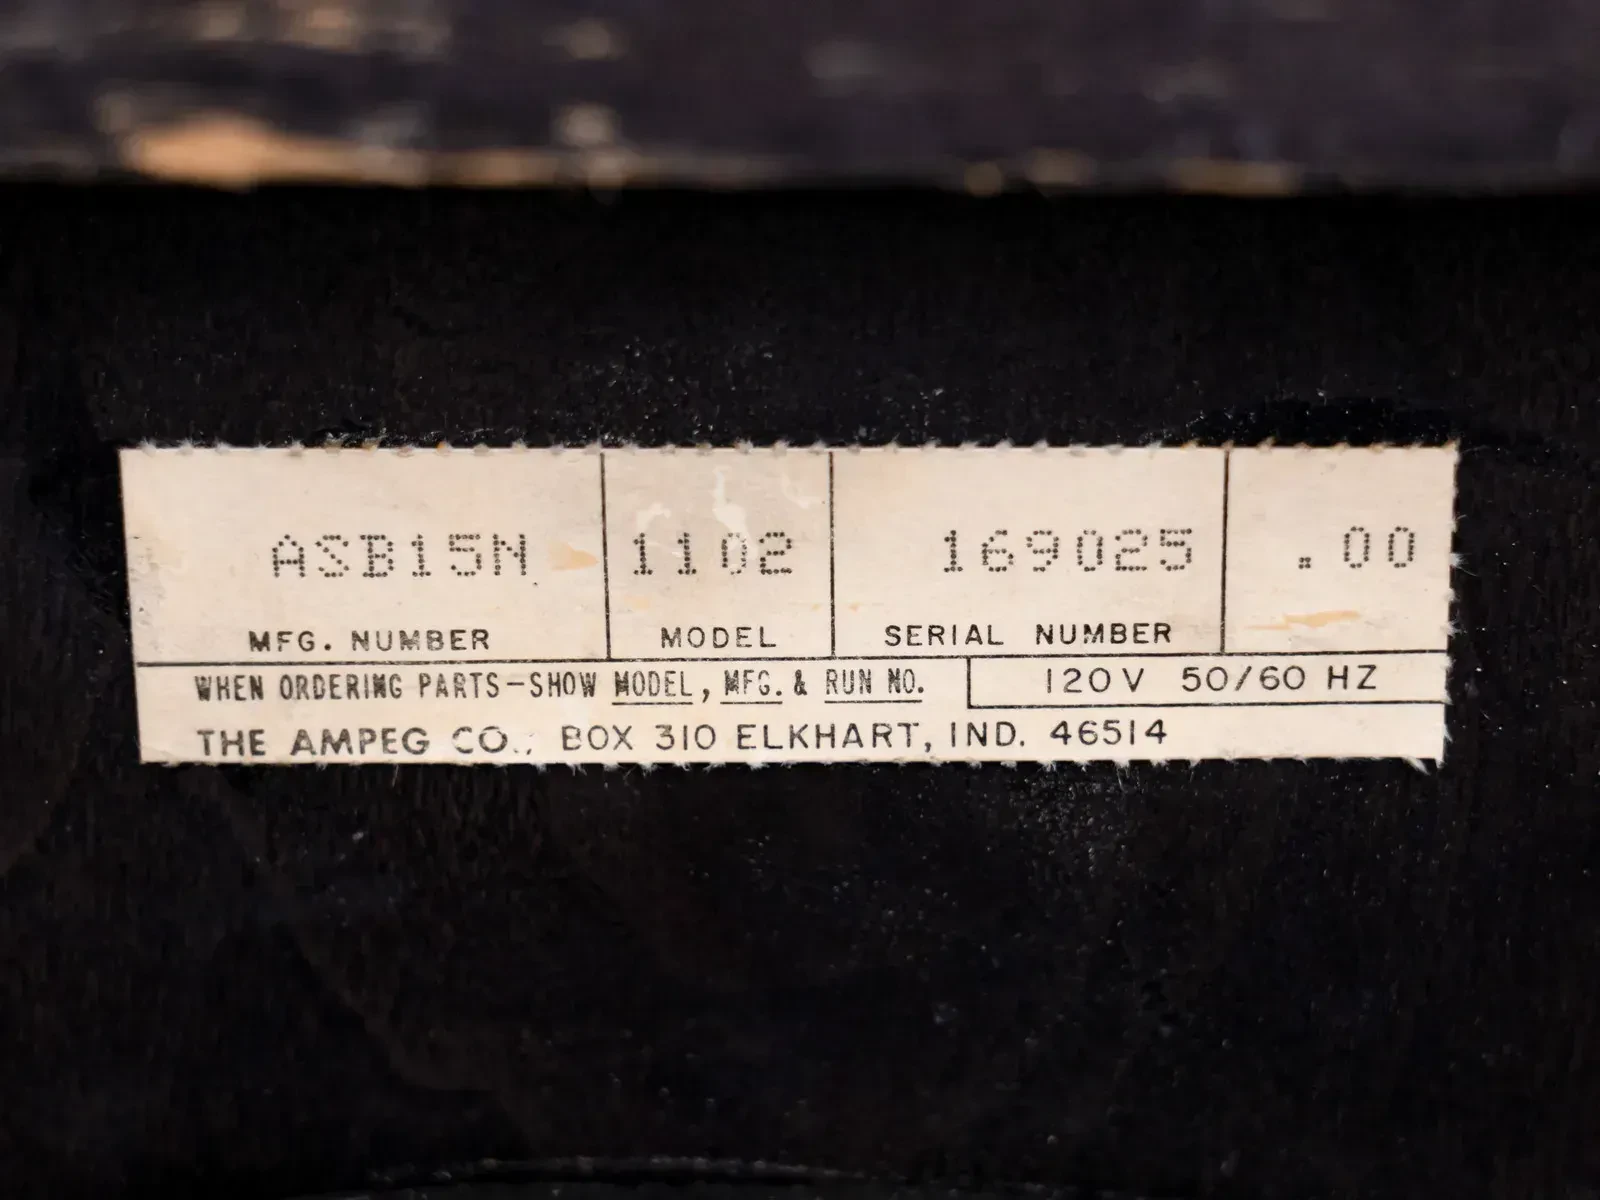 ASB15N 1102 169025 .00
MFG. NUMBER MODEL SERIAL NUMBER
WHEN ORDERING PARTS-SHOW MODEL, MFG. & RUN NO. 120V 50/60 HZ
THE AMPEG CO., BOX 310 ELKHART, IND. 46514